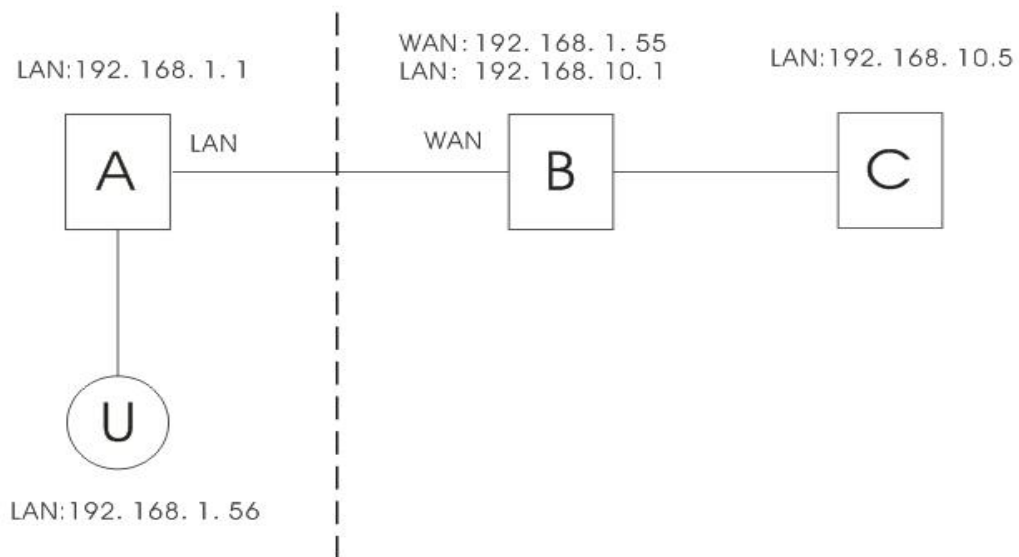 WAN: 192. 168. 1. 55
LAN: 192. 168. 10. 1
LAN:192. 168. 10.5
LAN:192. 168. 1. 1
LAN
WAN
A
B
C
U
LAN:192. 168. 1. 56